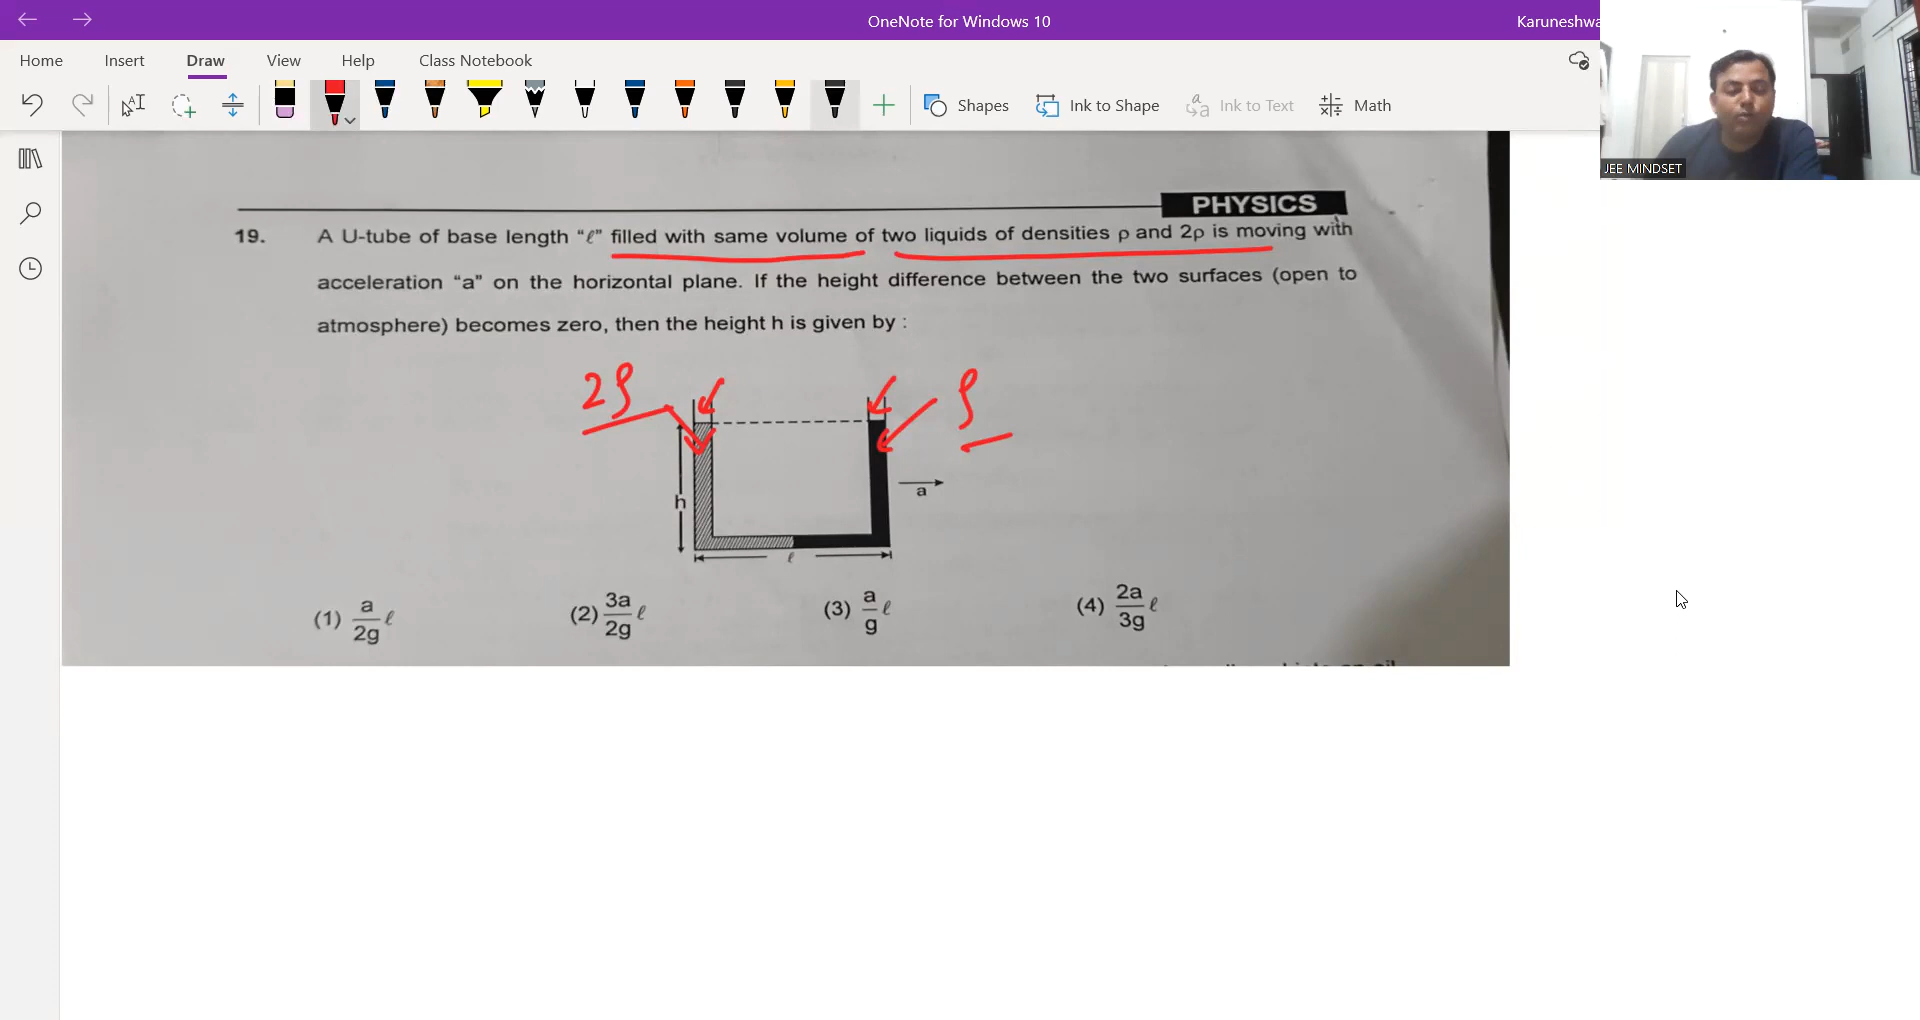 OneNote for Windows 10
Karuneshwa
Home Insert Draw View Help Class Notebook
Shapes Ink to Shape Ink to Text Math
JEE MINDSET
PHYSICS
19. A U-tube of base length “ℓ” filled with same volume of two liquids of densities ρ and 2ρ is moving with
acceleration “a” on the horizontal plane. If the height difference between the two surfaces (open to
atmosphere) becomes zero, then the height h is given by :
2ρ ρ
h
a
ℓ
(1) a/2g ℓ (2) 3a/2g ℓ (3) a/g ℓ (4) 2a/3g ℓ